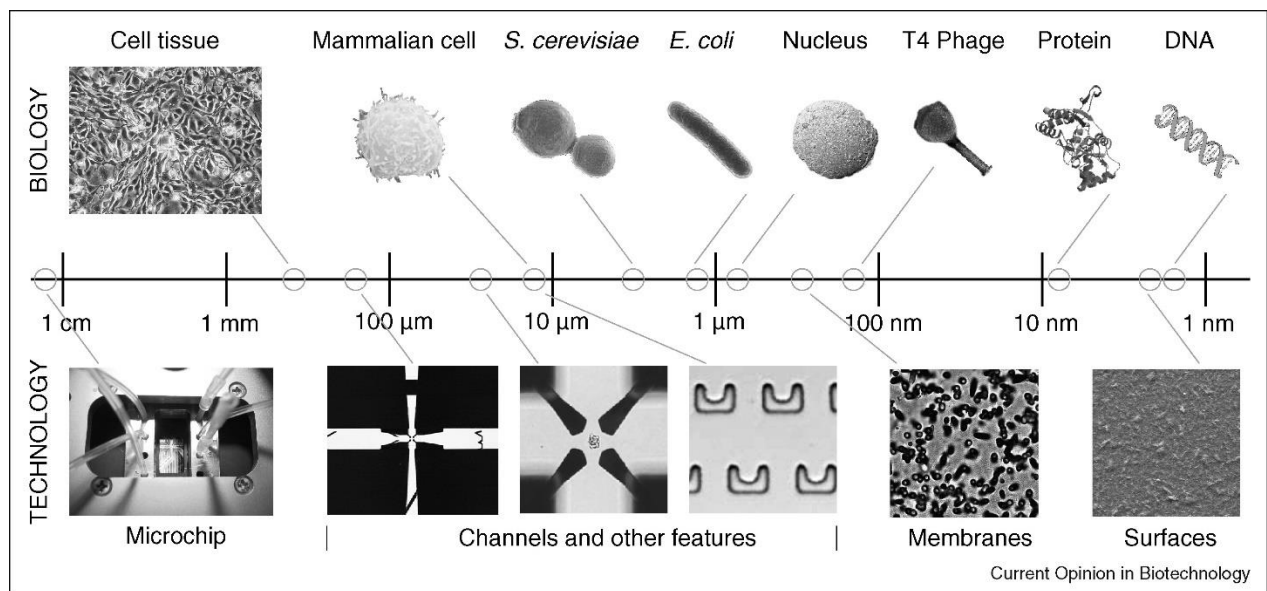 Cell tissue
Mammalian cell
S. cerevisiae
E. coli
Nucleus
T4 Phage
Protein
DNA
BIOLOGY
1 cm
1 mm
100 μm
10 μm
1 μm
100 nm
10 nm
1 nm
TECHNOLOGY
Microchip
Channels and other features
Membranes
Surfaces
Current Opinion in Biotechnology